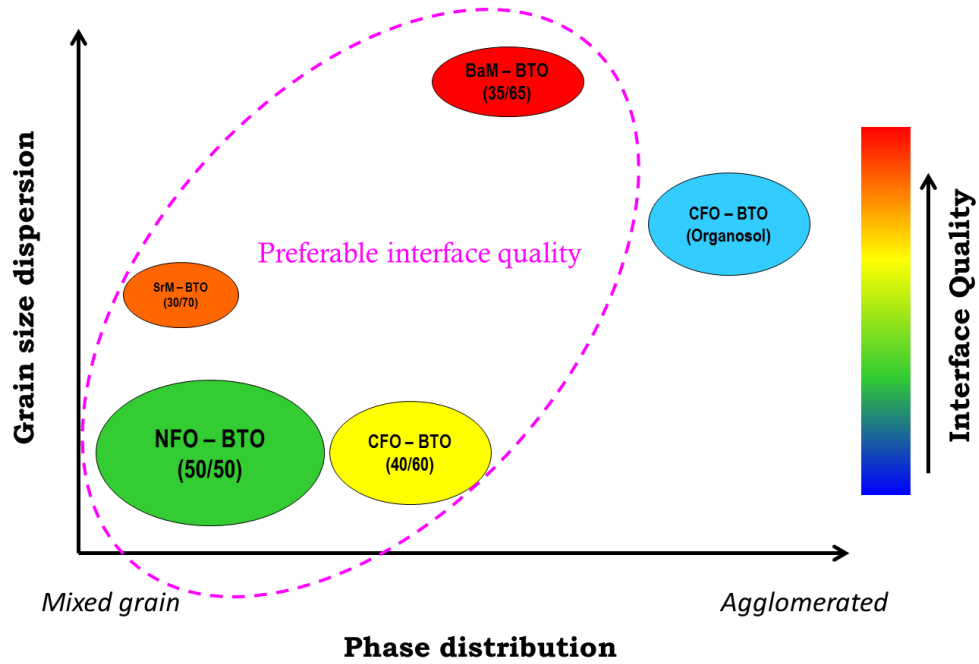 Grain size dispersion
BaM – BTO
(35/65)
CFO – BTO
(Organosol)
Preferable interface quality
SrM – BTO
(30/70)
NFO – BTO
(50/50)
CFO – BTO
(40/60)
Interface Quality
Mixed grain
Agglomerated
Phase distribution